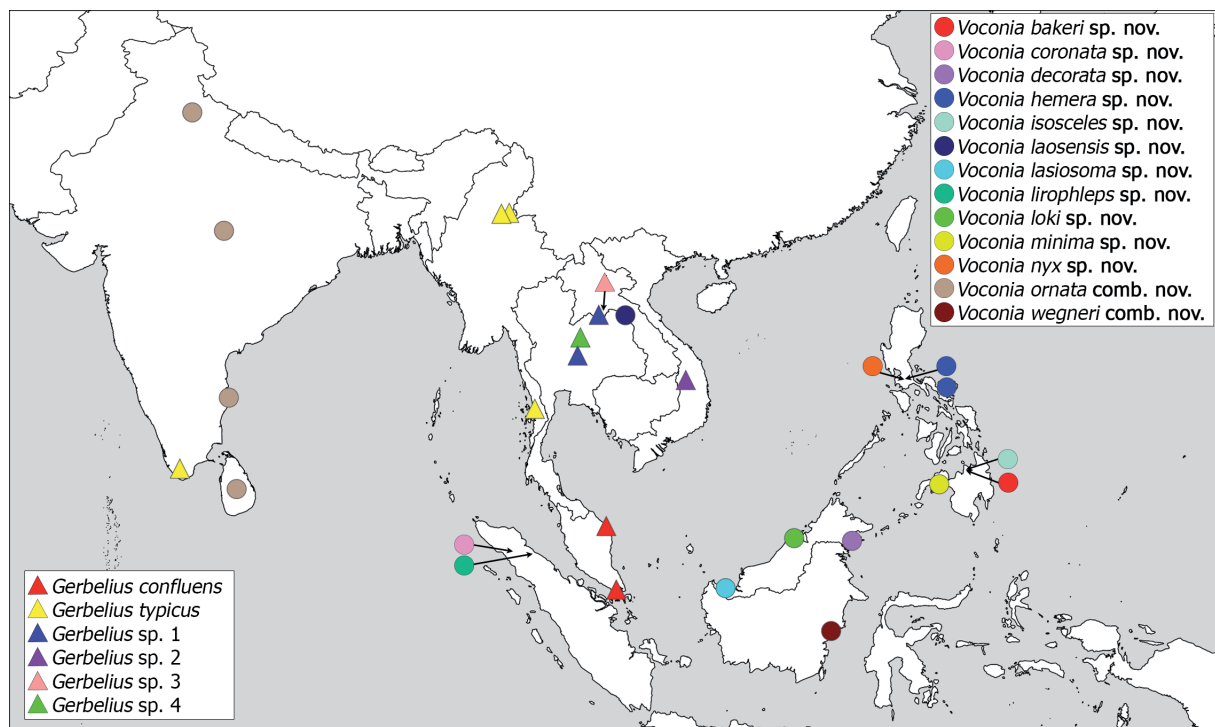 Voconia bakeri sp. nov.
Voconia coronata sp. nov.
Voconia decorata sp. nov.
Voconia hemera sp. nov.
Voconia isosceles sp. nov.
Voconia laosensis sp. nov.
Voconia lasiosoma sp. nov.
Voconia lirophleps sp. nov.
Voconia loki sp. nov.
Voconia minima sp. nov.
Voconia nyx sp. nov.
Voconia ornata comb. nov.
Voconia wegneri comb. nov.
Gerbelius confluens
Gerbelius typicus
Gerbelius sp. 1
Gerbelius sp. 2
Gerbelius sp. 3
Gerbelius sp. 4